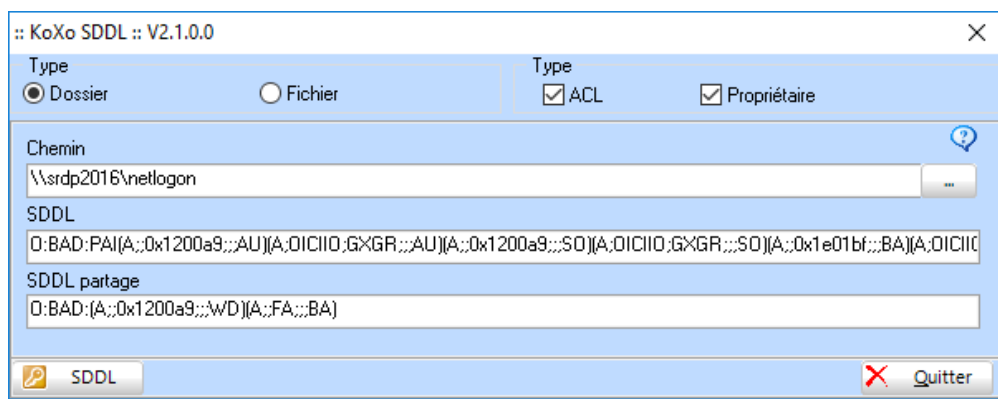 :: KoXo SDDL :: V2.1.0.0
Type
Dossier
Fichier
Type
ACL
Propriétaire
Chemin
\\srdp2016\netlogon
...
SDDL
O:BAD:PAI(A;;0x1200a9;;;AU)(A;OICIIO;GXGR;;;AU)(A;;0x1200a9;;;SO)(A;OICIIO;GXGR;;;SO)(A;;0x1e01bf;;;BA)(A;OICIIO
SDDL partage
O:BAD:(A;;0x1200a9;;;WD)(A;;FA;;;BA)
SDDL
Quitter